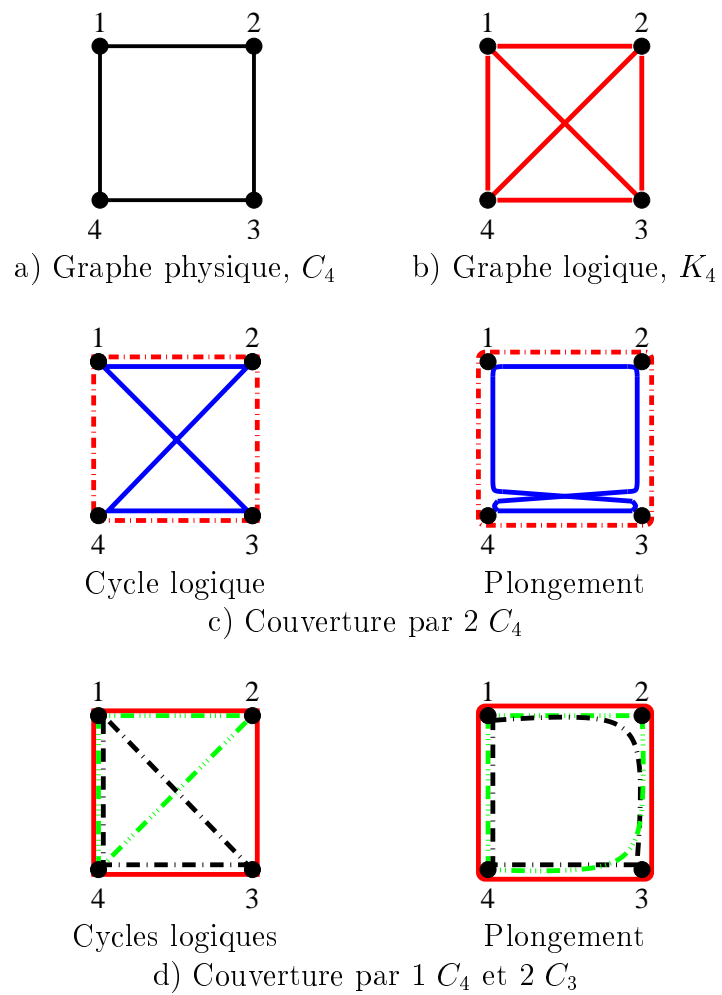 1 2 1 2
4 3 4 3
a) Graphe physique, C₄ b) Graphe logique, K₄
1 2 1 2
4 3 4 3
Cycle logique Plongement
c) Couverture par 2 C₄
1 2 1 2
4 3 4 3
Cycles logiques Plongement
d) Couverture par 1 C₄ et 2 C₃